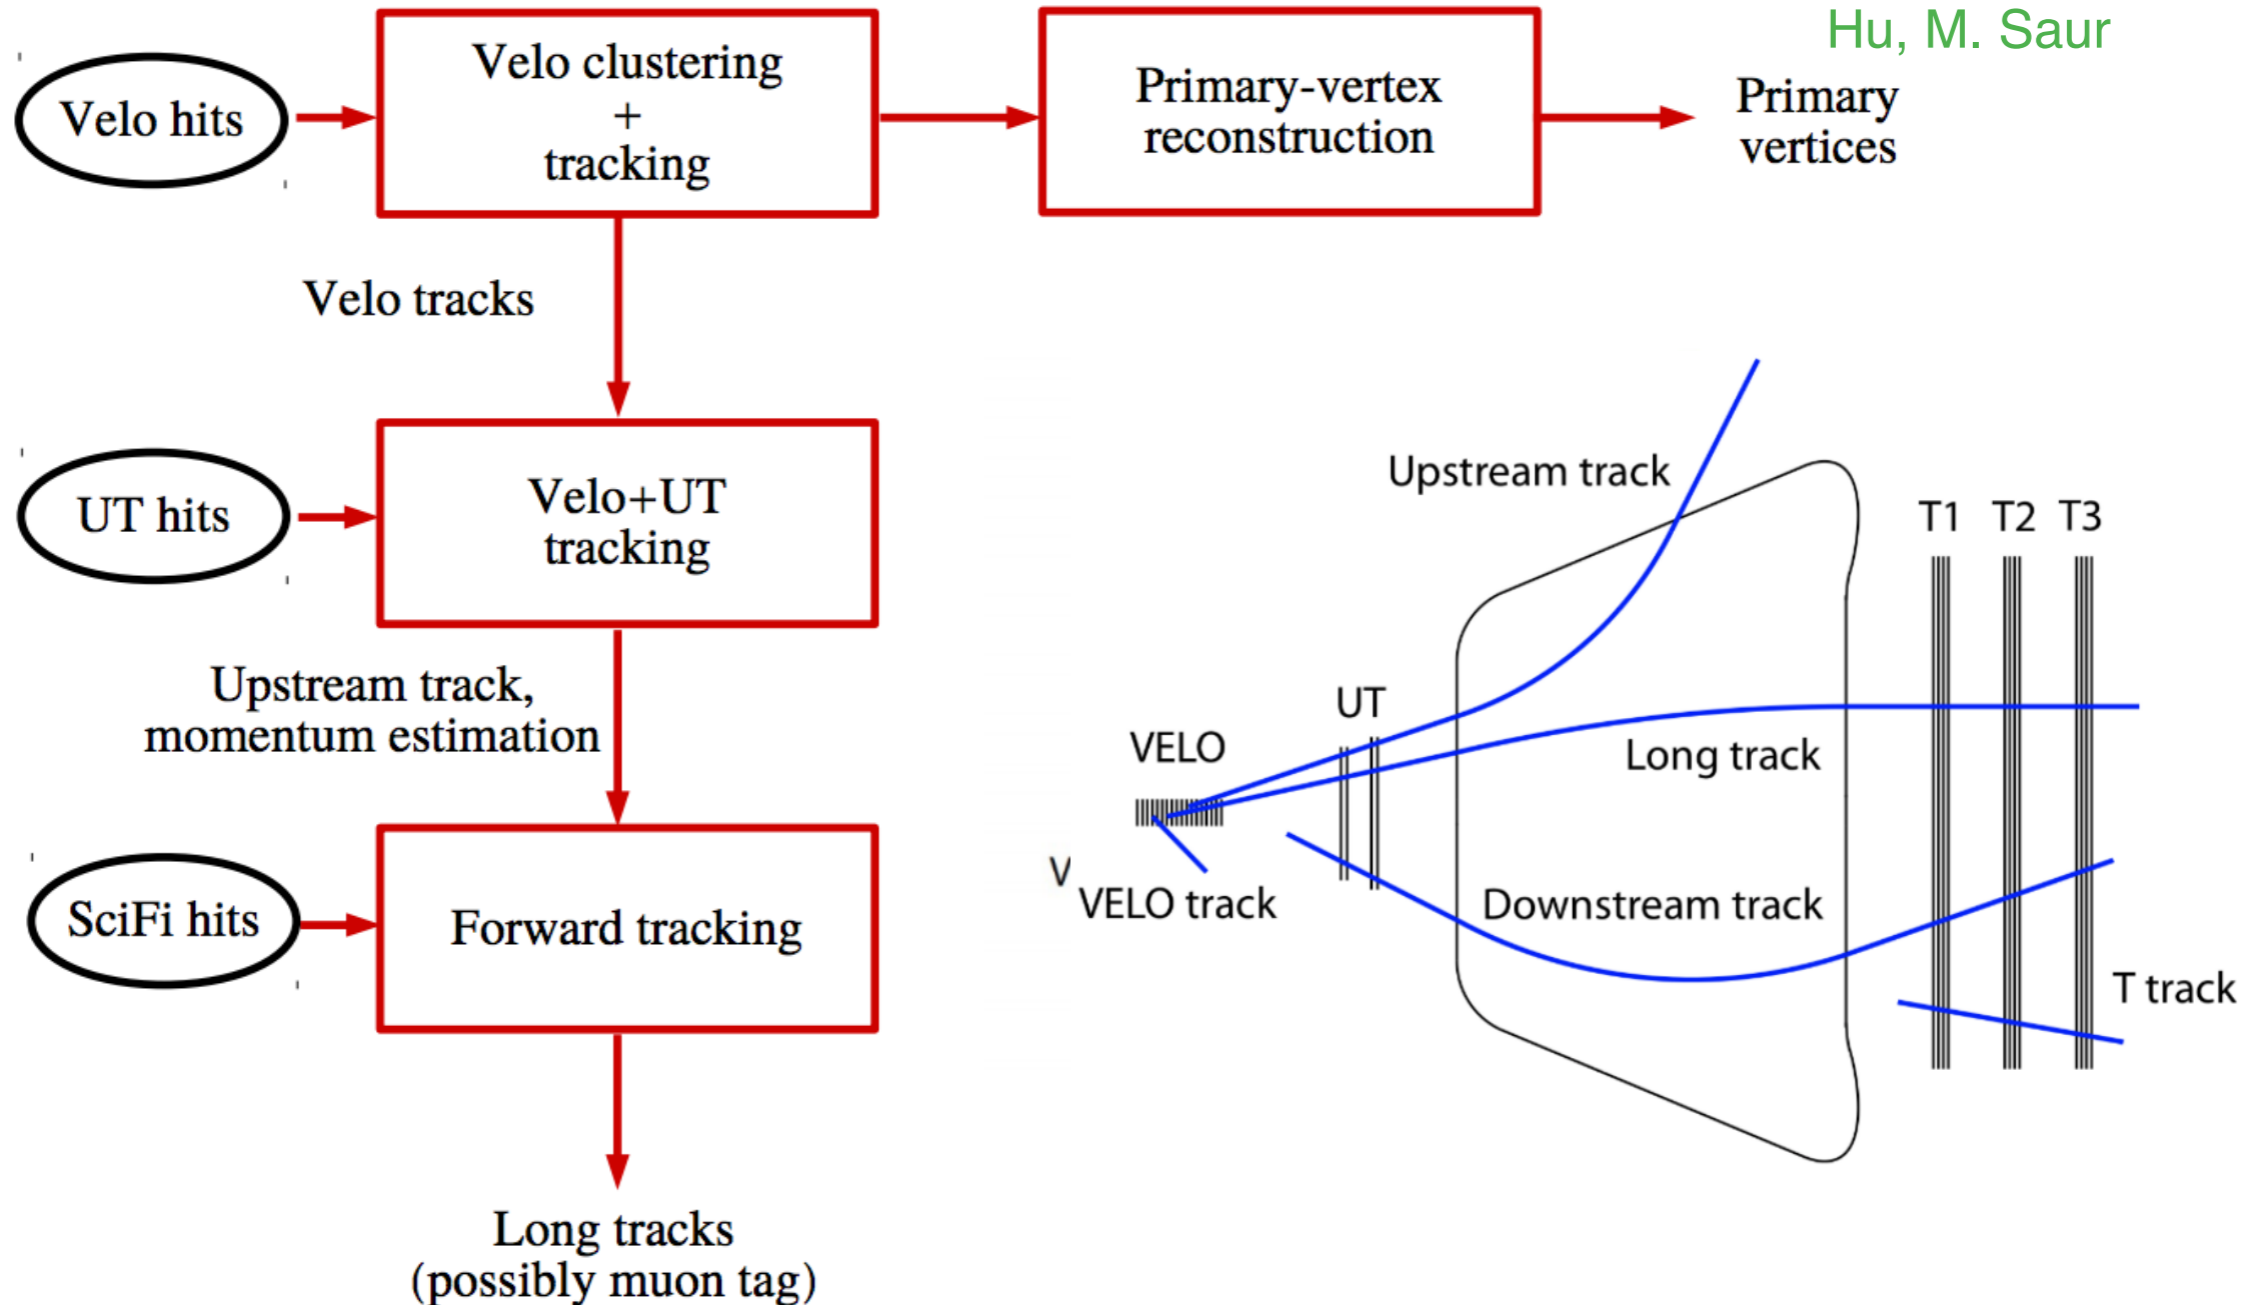 Hu, M. Saur
Velo hits
Velo clustering
+
tracking
Primary-vertex
reconstruction
Primary
vertices
Velo tracks
UT hits
Velo+UT
tracking
Upstream track,
momentum estimation
SciFi hits
Forward tracking
Long tracks
(possibly muon tag)
Upstream track
T1 T2 T3
UT
VELO
Long track
V
VELO track
Downstream track
T track